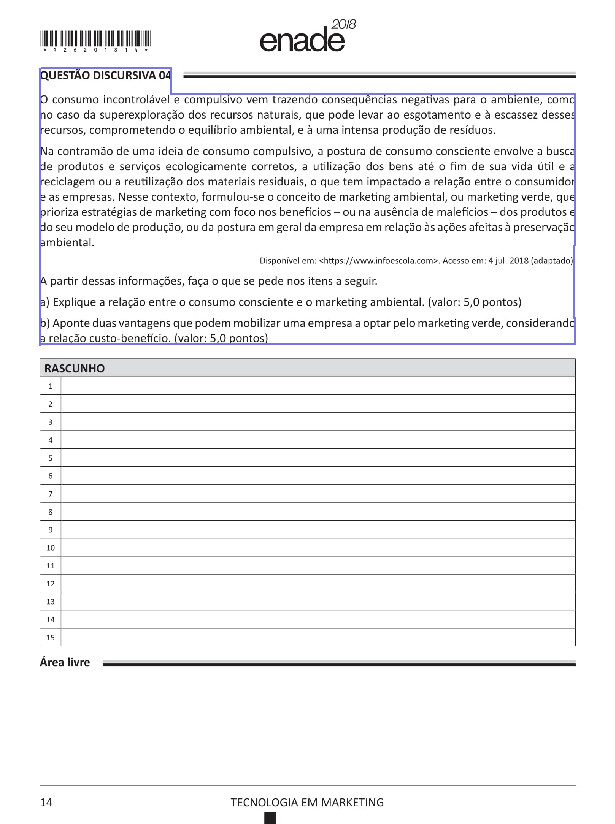 *R2620181 4*
enade 2018
QUESTÃO DISCURSIVA 04
O consumo incontrolável e compulsivo vem trazendo consequências negativas para o ambiente, como
no caso da superexploração dos recursos naturais, que pode levar ao esgotamento e à escassez desses
recursos, comprometendo o equilíbrio ambiental, e à uma intensa produção de resíduos.
Na contramão de uma ideia de consumo compulsivo, a postura de consumo consciente envolve a busca
de produtos e serviços ecologicamente corretos, a utilização dos bens até o fim de sua vida útil e a
reciclagem ou a reutilização dos materiais residuais, o que tem impactado a relação entre o consumidor
e as empresas. Nesse contexto, formulou-se o conceito de marketing ambiental, ou marketing verde, que
prioriza estratégias de marketing com foco nos benefícios – ou na ausência de malefícios – dos produtos e
do seu modelo de produção, ou da postura em geral da empresa em relação às ações afeitas à preservação
ambiental.
Disponível em: <https://www.infoescola.com>. Acesso em: 4 jul. 2018 (adaptado).
A partir dessas informações, faça o que se pede nos itens a seguir.
a) Explique a relação entre o consumo consciente e o marketing ambiental. (valor: 5,0 pontos)
b) Aponte duas vantagens que podem mobilizar uma empresa a optar pelo marketing verde, considerando
a relação custo-benefício. (valor: 5,0 pontos)
RASCUNHO
1
2
3
4
5
6
7
8
9
10
11
12
13
14
15
Área livre
14 TECNOLOGIA EM MARKETING